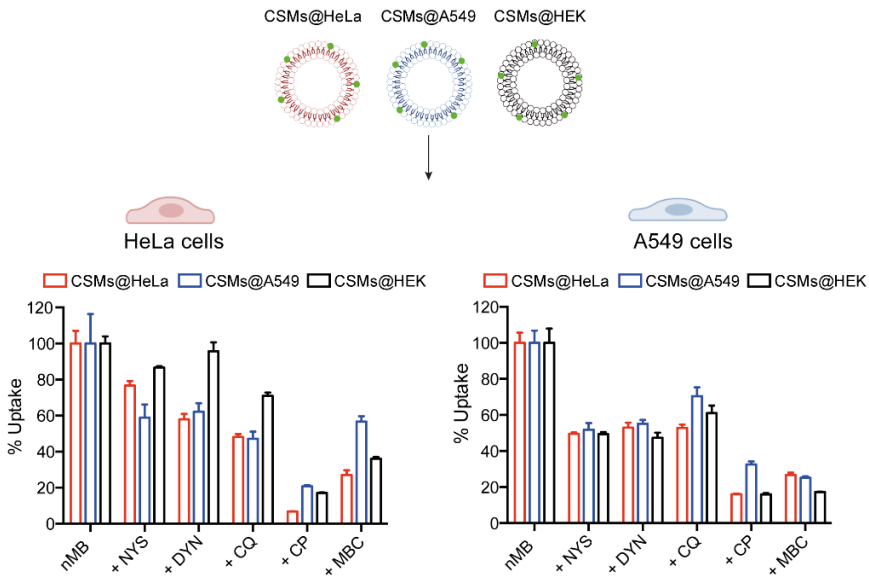 CSMs@HeLa CSMs@A549 CSMs@HEK
HeLa cells
CSMs@HeLa CSMs@A549 CSMs@HEK
% Uptake
120
100
80
60
40
20
0
nMB
+ NYS
+ DYN
+ CQ
+ CP
+ MBC
A549 cells
CSMs@HeLa CSMs@A549 CSMs@HEK
% Uptake
120
100
80
60
40
20
0
nMB
+ NYS
+ DYN
+ CQ
+ CP
+ MBC